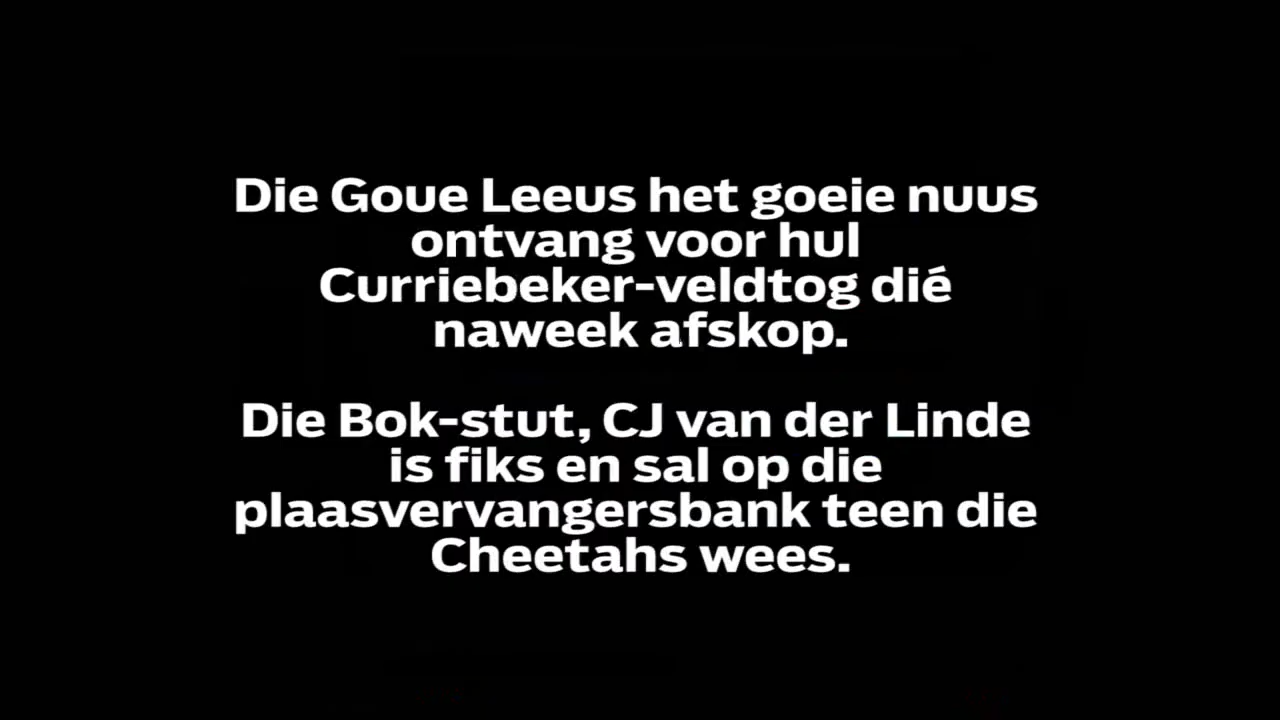 Die Goue Leeus het goeie nuus
ontvang voor hul
Curriebeker-veldtog dié
naweek afskop.
Die Bok-stut, CJ van der Linde
is fiks en sal op die
plaasvervangersbank teen die
Cheetahs wees.